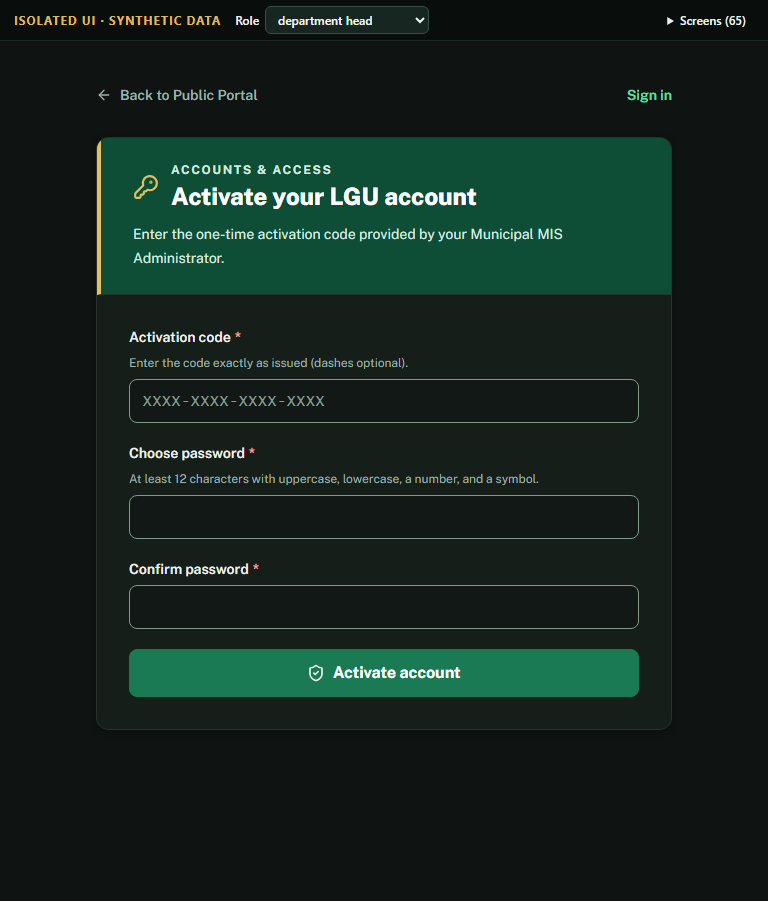 ISOLATED UI · SYNTHETIC DATA Role department head ▶ Screens (65)
← Back to Public Portal Sign in
ACCOUNTS & ACCESS
Activate your LGU account
Enter the one-time activation code provided by your Municipal MIS
Administrator.
Activation code *
Enter the code exactly as issued (dashes optional).
XXXX-XXXX-XXXX-XXXX
Choose password *
At least 12 characters with uppercase, lowercase, a number, and a symbol.
Confirm password *
Activate account